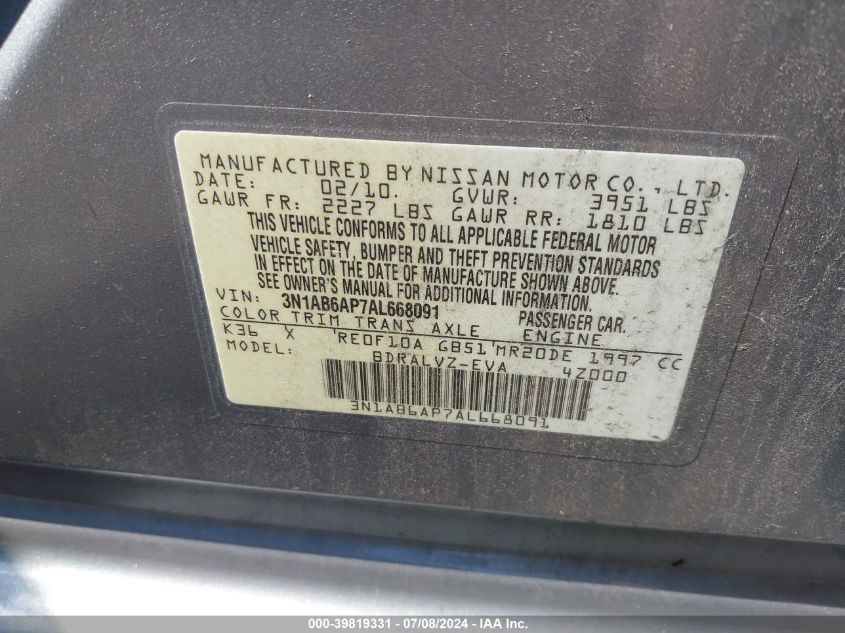 MANUFACTURED BY NISSAN MOTOR CO., LTD.
DATE: 02/10 GVWR: 3951 LBS
GAWR FR: 2227 LBS GAWR RR: 1810 LBS
THIS VEHICLE CONFORMS TO ALL APPLICABLE FEDERAL MOTOR
VEHICLE SAFETY, BUMPER AND THEFT PREVENTION STANDARDS
IN EFFECT ON THE DATE OF MANUFACTURE SHOWN ABOVE.
SEE OWNER'S MANUAL FOR ADDITIONAL INFORMATION
VIN: 3N1AB6AP7AL668091 PASSENGER CAR.
COLOR TRIM TRANS AXLE ENGINE
K36 X RE0F10A GB51 MR20DE 1997 CC
MODEL: BDRALVZ-EVA 4Z000
3N1AB6AP7AL668091
000-39819331 - 07/08/2024 - IAA Inc.